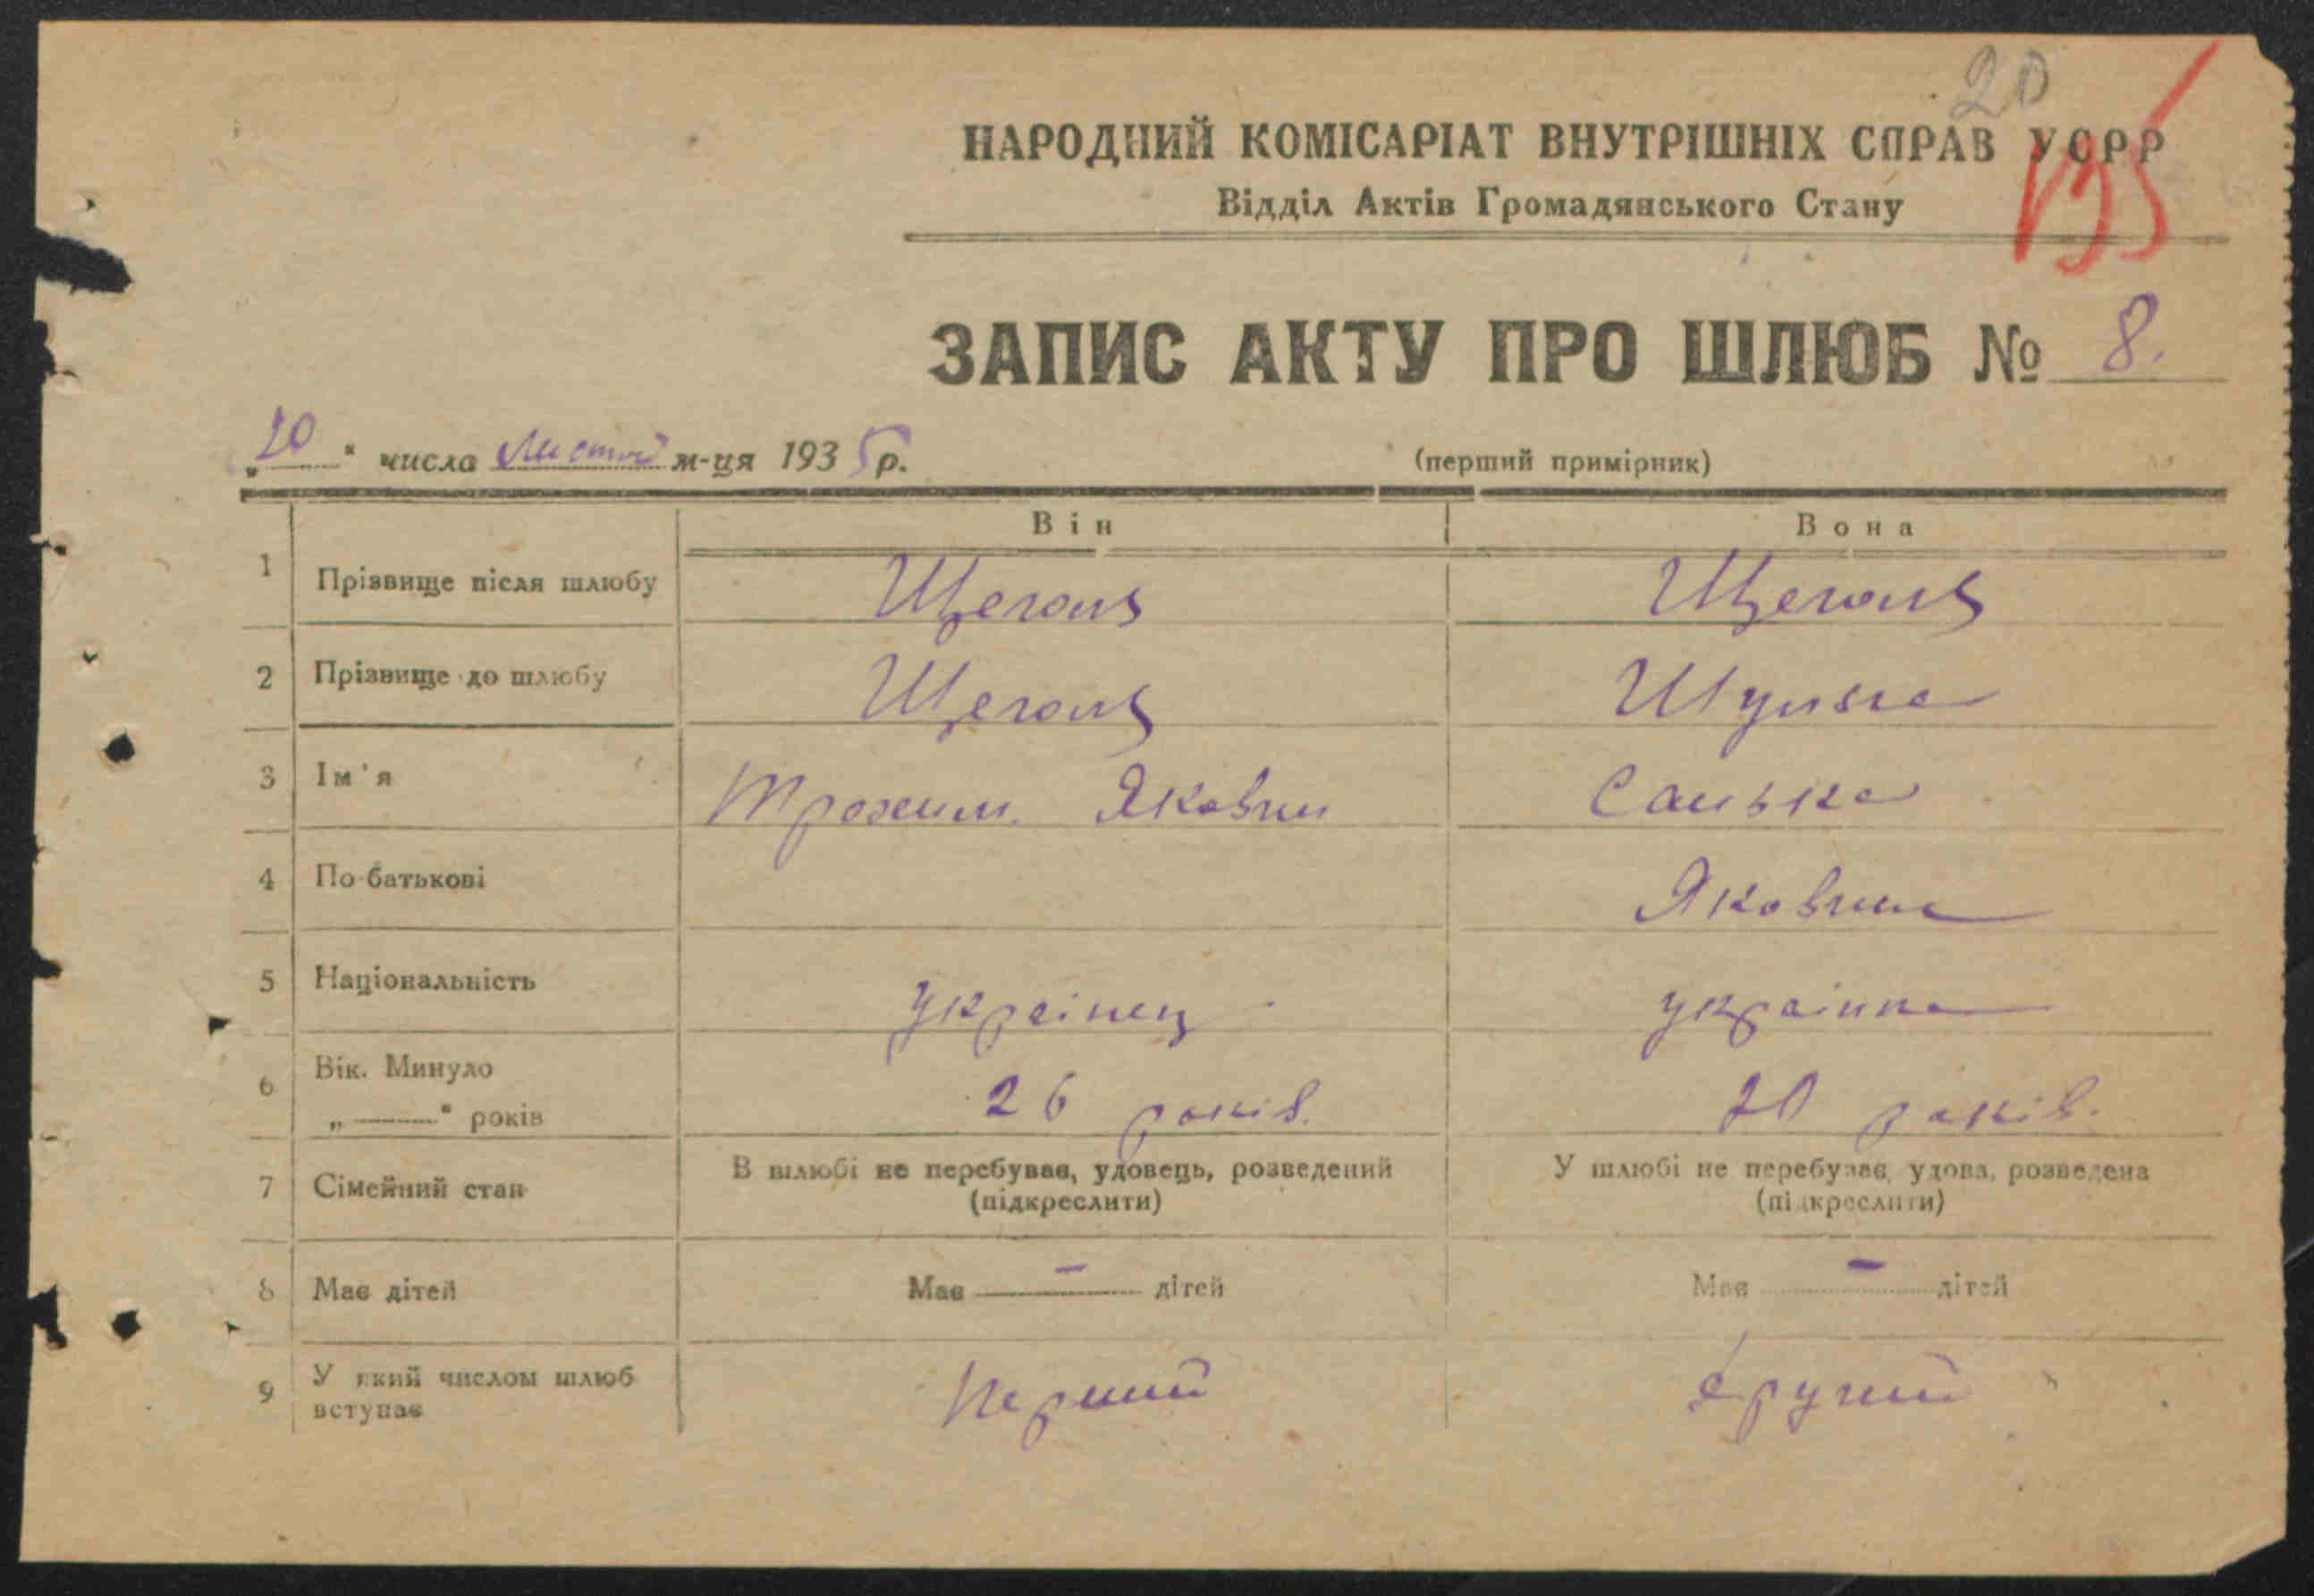 20
135
НАРОДНИЙ КОМІСАРІАТ ВНУТРІШНІХ СПРАВ УСРР
Відділ Актів Громадянського Стану
ЗАПИС АКТУ ПРО ШЛЮБ № 8.
„20“ числа м-ця 1935 р. (перший примірник)
Він Вона
1 Прізвище після шлюбу Щеголь Щеголь
2 Прізвище до шлюбу Щеголь Шульга
3 Ім'я Трохим. Якович Санька
4 По-батькові Яковна
5 Національність українец українка
6 Вік. Минуло „ “ років 26 років. 20 років.
7 Сімейний стан В шлюбі не перебував, удовець, розведений (підкреслити) У шлюбі не перебував, удова, розведена (підкреслити)
8 Має дітей Має — дітей Має — дітей
9 У який числом шлюб вступає Перший другий